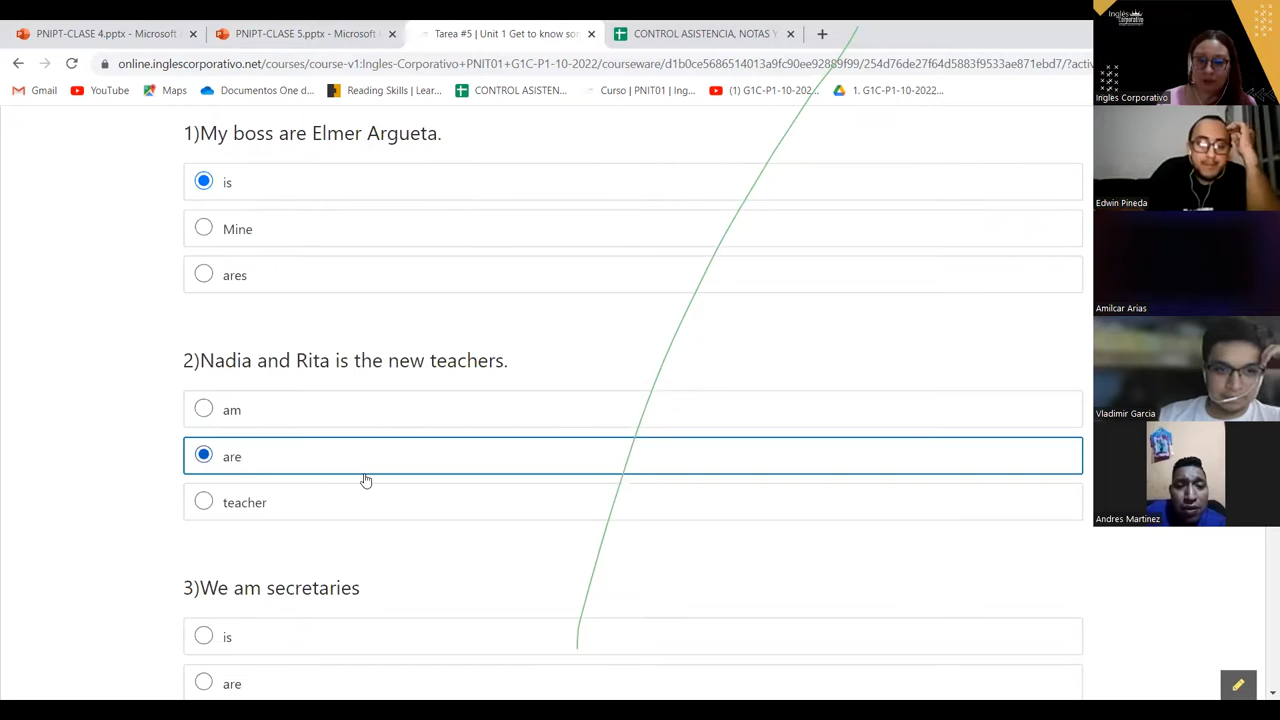 PNIPT-CLASE 4.pptx - Microsoft
PNIPT-CLASE 5.pptx - Microsoft
Tarea #5 | Unit 1 Get to know so
CONTROL ASISTENCIA, NOTAS Y
online.inglescorporativo.net/courses/course-v1:Ingles-Corporativo+PNIT01+G1C-P1-10-2022/courseware/d1b0ce5686514013a9fc90ee92889f99/254d76de27f64d5883f9533ae871ebd7/?acti
Gmail
YouTube
Maps
Documentos One d...
Reading Skills | Lear...
CONTROL ASISTEN...
Curso | PNIT01 | Ing...
(1) G1C-P1-10-202...
1. G1C-P1-10-2022...
1)My boss are Elmer Argueta.
is
Mine
ares
2)Nadia and Rita is the new teachers.
am
are
teacher
3)We am secretaries
is
are
Inglés
Corporativo
Ingles Corporativo
Edwin Pineda
Amilcar Arias
Vladimir Garcia
Andres Martinez